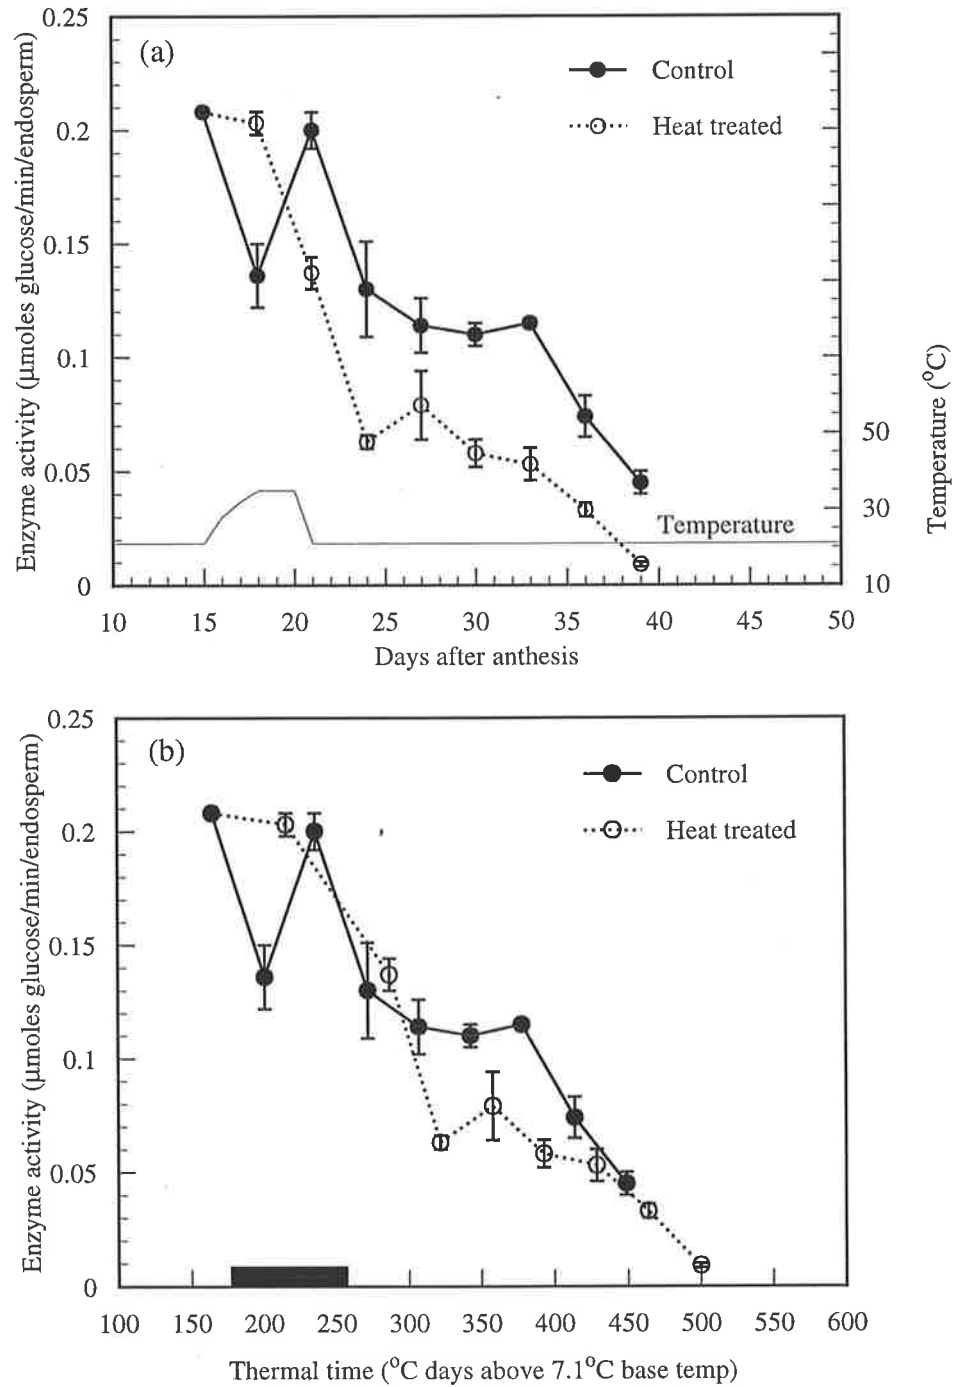 0.25
(a)
Control
Heat treated
0.2
0.15
0.1
0.05
0
Enzyme activity (µmoles glucose/min/endosperm)
50
30
10
Temperature (°C)
Temperature
10 15 20 25 30 35 40 45 50
Days after anthesis
0.25
(b)
Control
Heat treated
0.2
0.15
0.1
0.05
0
Enzyme activity (µmoles glucose/min/endosperm)
100 150 200 250 300 350 400 450 500 550 600
Thermal time (°C days above 7.1°C base temp)